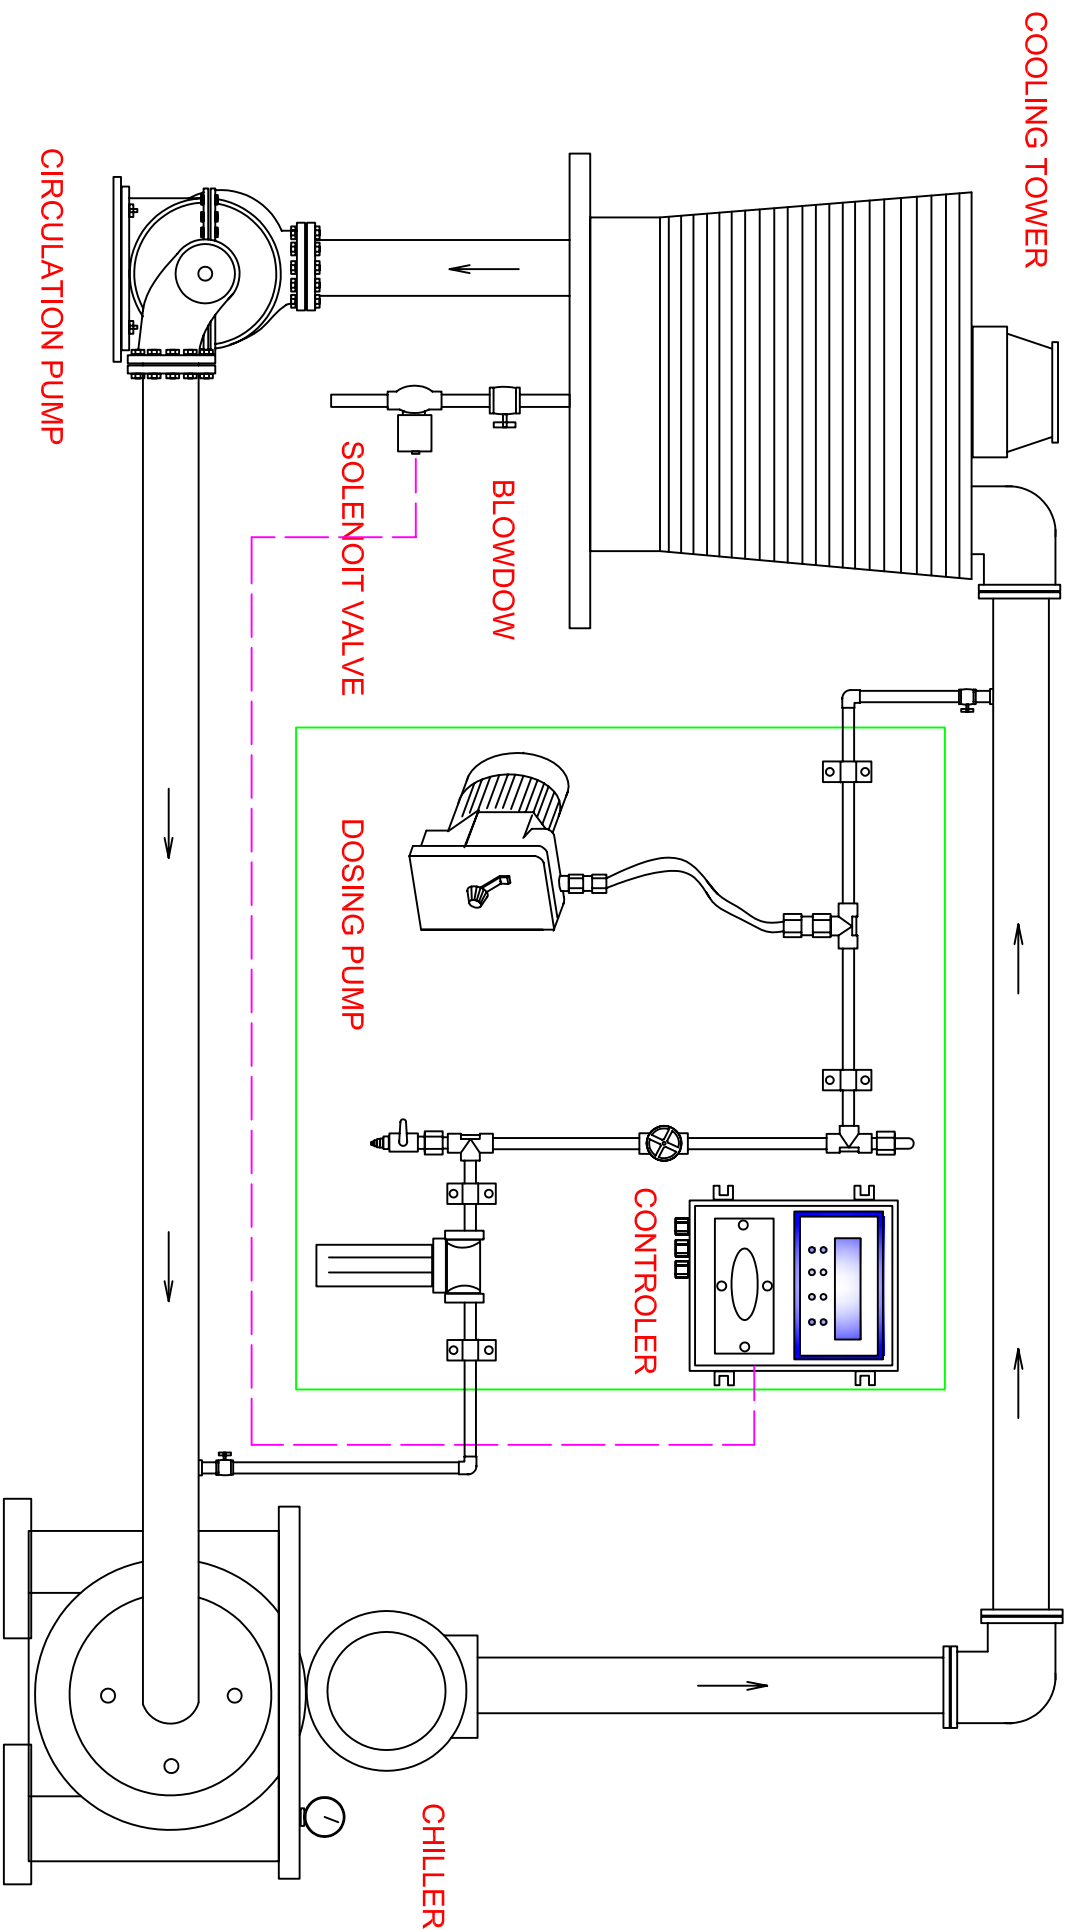 COOLING TOWER
BLOWDOW
SOLENOIT VALVE
CIRCULATION PUMP
CONTROLER
DOSING PUMP
CHILLER